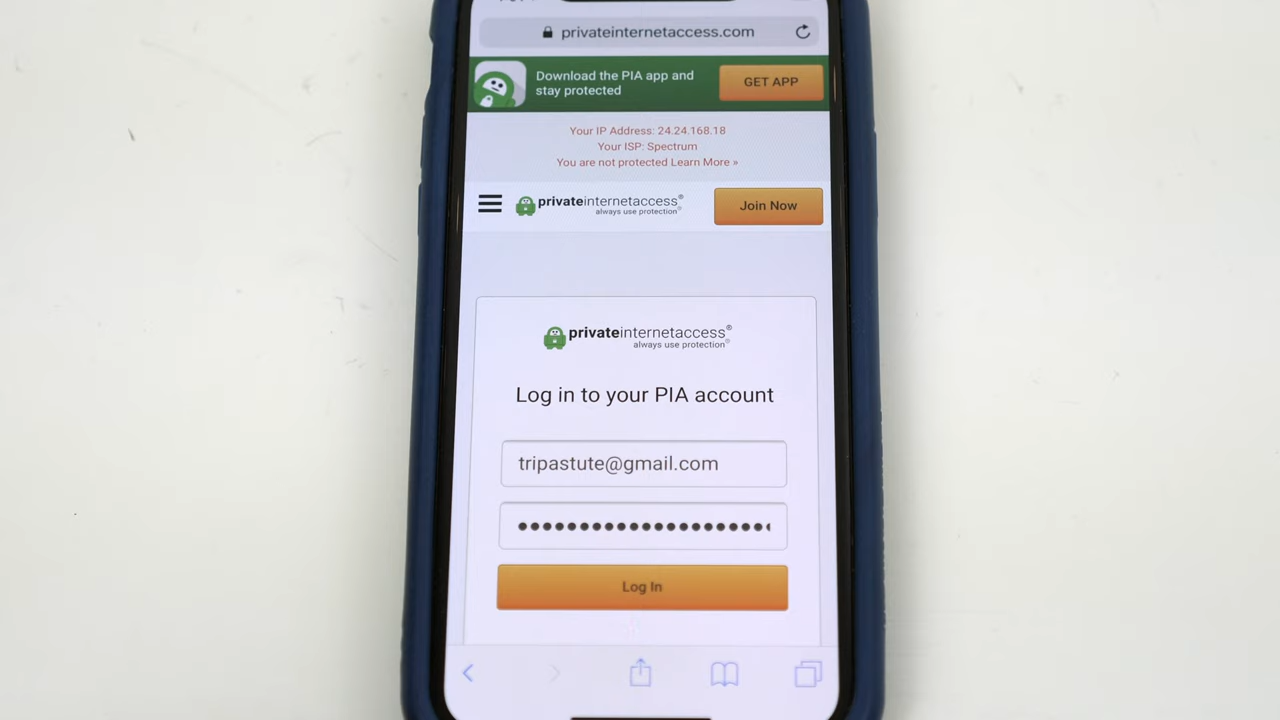 privateinternetaccess.com
Download the PIA app and
stay protected
GET APP
Your IP Address: 24.24.168.18
Your ISP: Spectrum
You are not protected Learn More »
privateinternetaccess®
always use protection
Join Now
privateinternetaccess®
always use protection
Log in to your PIA account
tripastute@gmail.com
••••••••••••••••••••
Log In